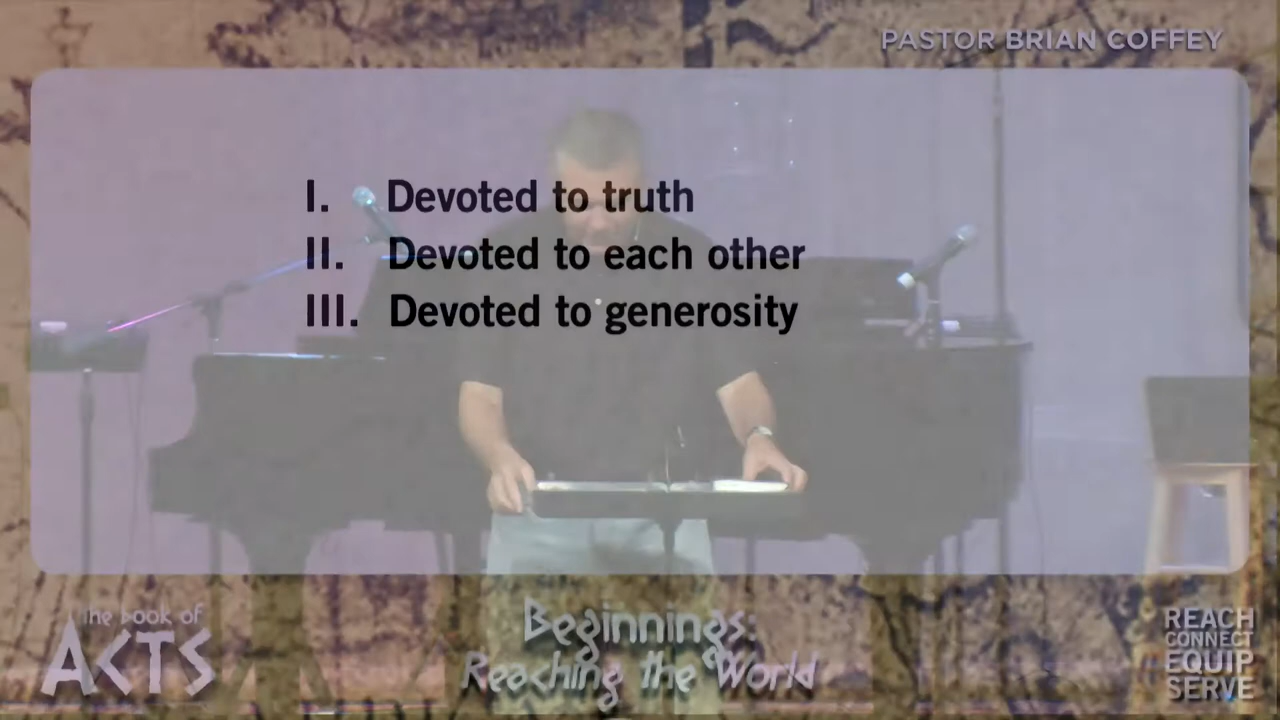 PASTOR BRIAN COFFEY
I. Devoted to truth
II. Devoted to each other
III. Devoted to generosity
The Book of
ACTS
Beginnings:
Reaching the World
REACH
CONNECT
EQUIP
SERVE